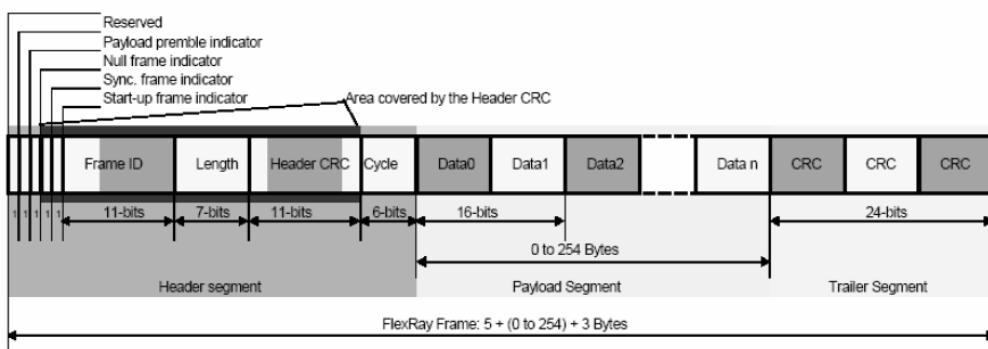 Reserved
Payload premble indicator
Null frame indicator
Sync. frame indicator
Start-up frame indicator
Area covered by the Header CRC
Frame ID Length Header CRC Cycle Data0 Data1 Data2 Data n CRC CRC CRC
1 1 1 1 1 11-bits 7-bits 11-bits 6-bits 16-bits 24-bits
0 to 254 Bytes
Header segment Payload Segment Trailer Segment
FlexRay Frame: 5 + (0 to 254) + 3 Bytes